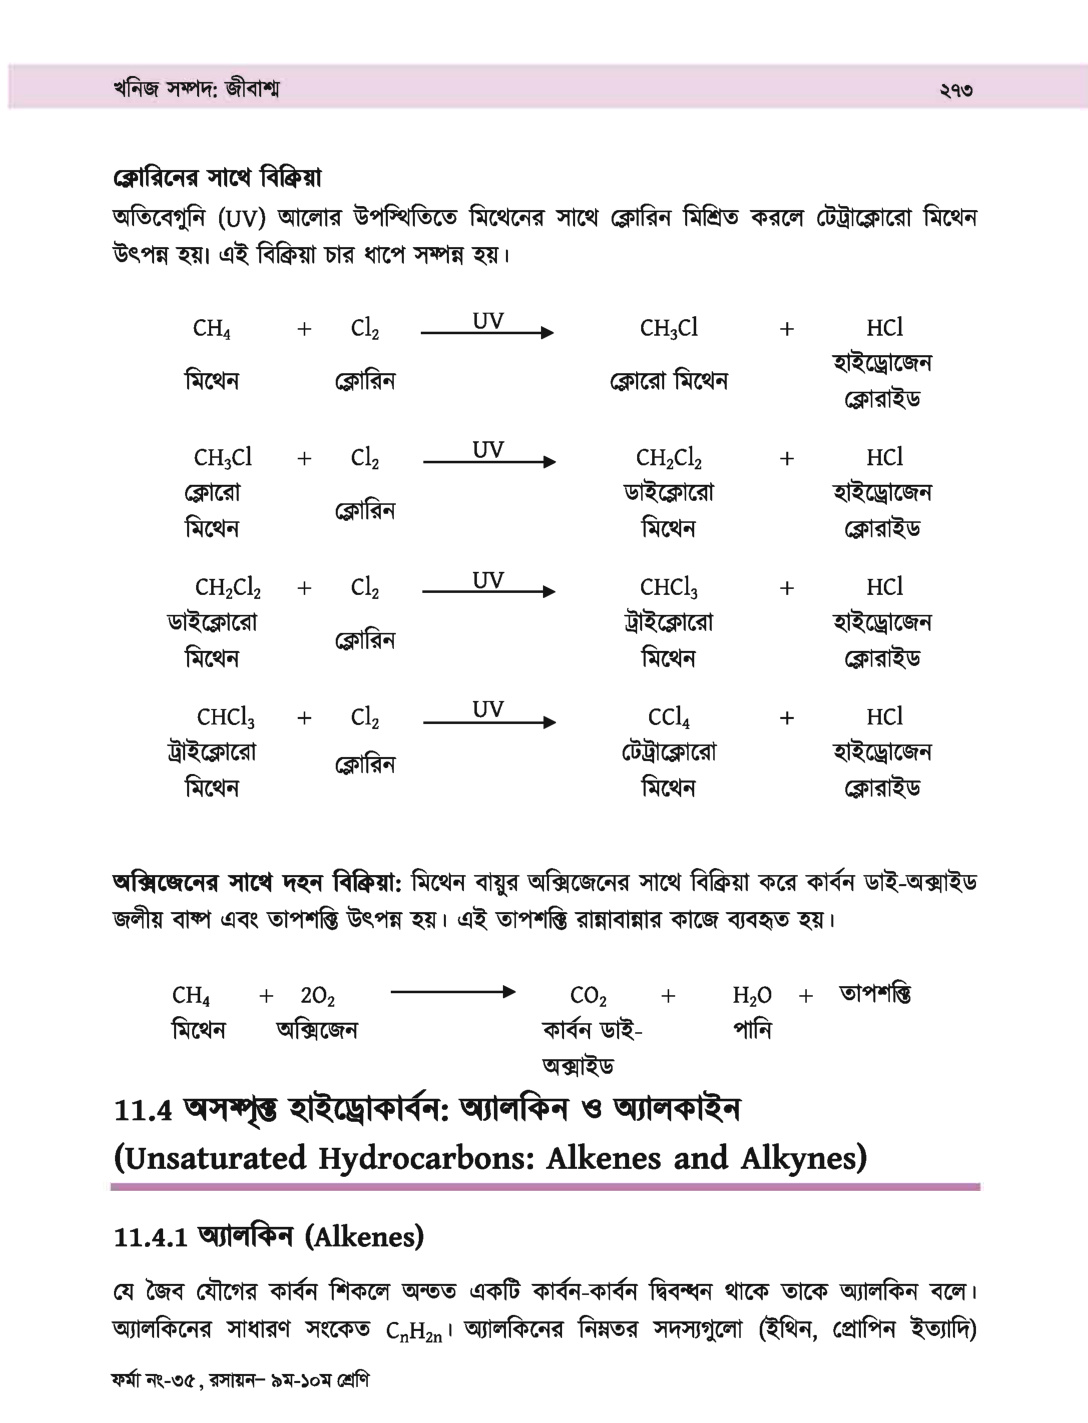 খনিজ সম্পদ: জীবাশ্ম ২৭৩
ক্লোরিনের সাথে বিক্রিয়া
অতিবেগুনি (UV) আলোর উপস্থিতিতে মিথেনের সাথে ক্লোরিন মিশ্রিত করলে টেট্রাক্লোরো মিথেন
উৎপন্ন হয়। এই বিক্রিয়া চার ধাপে সম্পন্ন হয়।
CH₄ + Cl₂ UV⟶ CH₃Cl + HCl
মিথেন ক্লোরিন ক্লোরো মিথেন হাইড্রোজেন
ক্লোরাইড
CH₃Cl + Cl₂ UV⟶ CH₂Cl₂ + HCl
ক্লোরো ক্লোরিন ডাইক্লোরো হাইড্রোজেন
মিথেন মিথেন ক্লোরাইড
CH₂Cl₂ + Cl₂ UV⟶ CHCl₃ + HCl
ডাইক্লোরো ক্লোরিন ট্রাইক্লোরো হাইড্রোজেন
মিথেন মিথেন ক্লোরাইড
CHCl₃ + Cl₂ UV⟶ CCl₄ + HCl
ট্রাইক্লোরো ক্লোরিন টেট্রাক্লোরো হাইড্রোজেন
মিথেন মিথেন ক্লোরাইড
অক্সিজেনের সাথে দহন বিক্রিয়া: মিথেন বায়ুর অক্সিজেনের সাথে বিক্রিয়া করে কার্বন ডাই-অক্সাইড
জলীয় বাষ্প এবং তাপশক্তি উৎপন্ন হয়। এই তাপশক্তি রান্নাবান্নার কাজে ব্যবহৃত হয়।
CH₄ + 2O₂ ⟶ CO₂ + H₂O + তাপশক্তি
মিথেন অক্সিজেন কার্বন ডাই- পানি
অক্সাইড
11.4 অসম্পৃক্ত হাইড্রোকার্বন: অ্যালকিন ও অ্যালকাইন
(Unsaturated Hydrocarbons: Alkenes and Alkynes)
11.4.1 অ্যালকিন (Alkenes)
যে জৈব যৌগের কার্বন শিকলে অন্তত একটি কার্বন-কার্বন দ্বিবন্ধন থাকে তাকে অ্যালকিন বলে।
অ্যালকিনের সাধারণ সংকেত CₙH₂ₙ। অ্যালকিনের নিম্নতর সদস্যগুলো (ইথিন, প্রোপিন ইত্যাদি)
ফর্মা নং-৩৫, রসায়ন– ৯ম-১০ম শ্রেণি